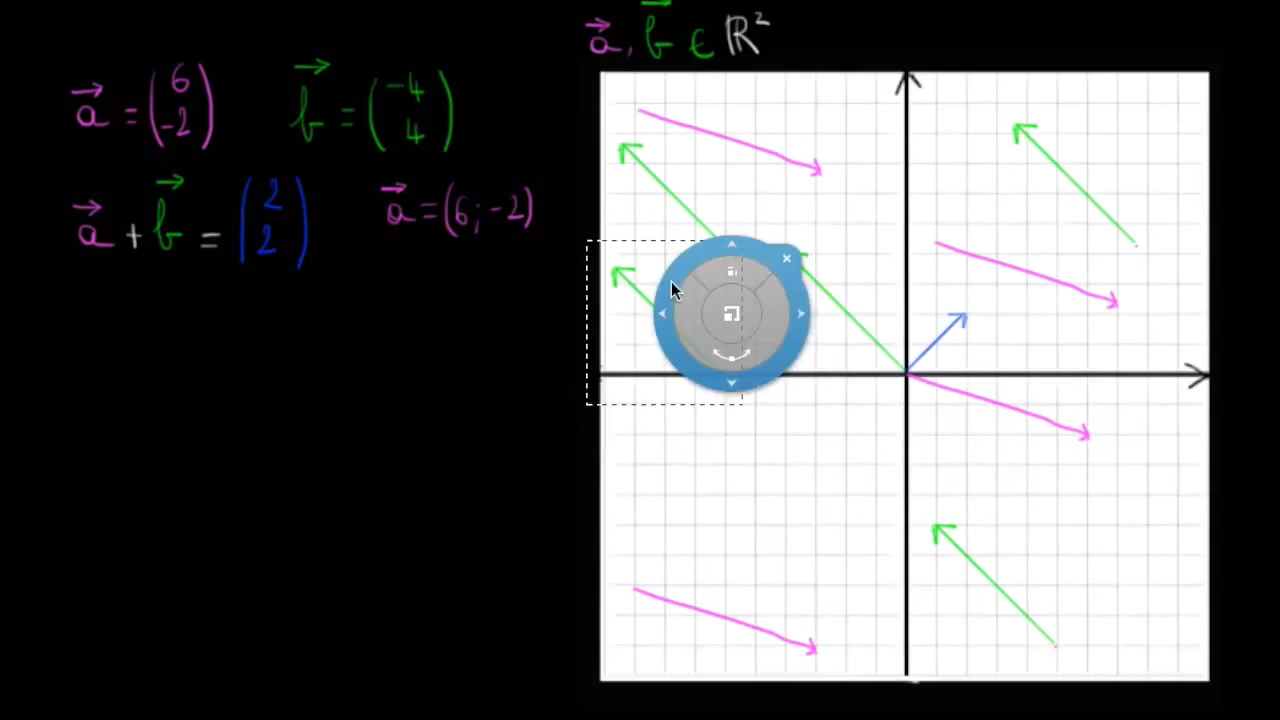 a⃗, b⃗ ∈ ℝ²
a⃗ = (6 -2) b⃗ = (-4 4)
a⃗ + b⃗ = (2 2) a⃗ = (6; -2)